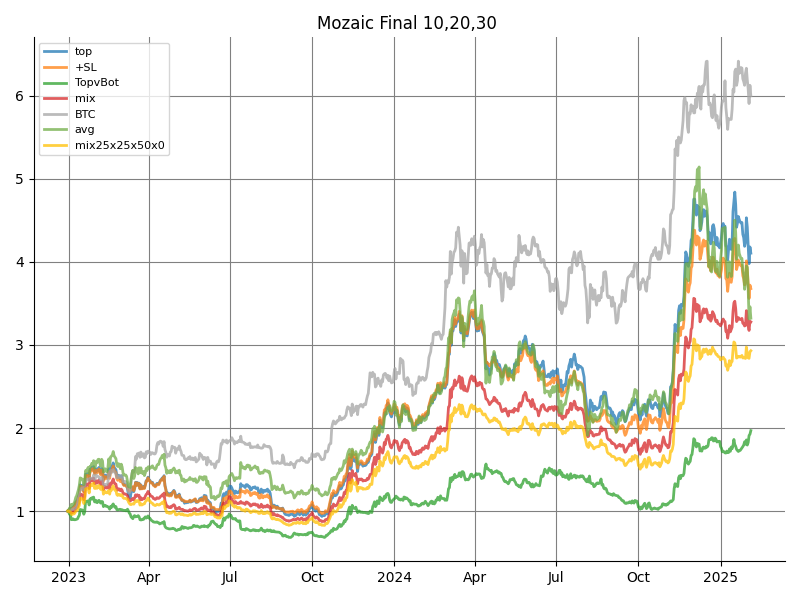 Mozaic Final 10,20,30
top
+SL
TopvBot
mix
BTC
avg
mix25x25x50x0
6
5
4
3
2
1
2023 Apr Jul Oct 2024 Apr Jul Oct 2025